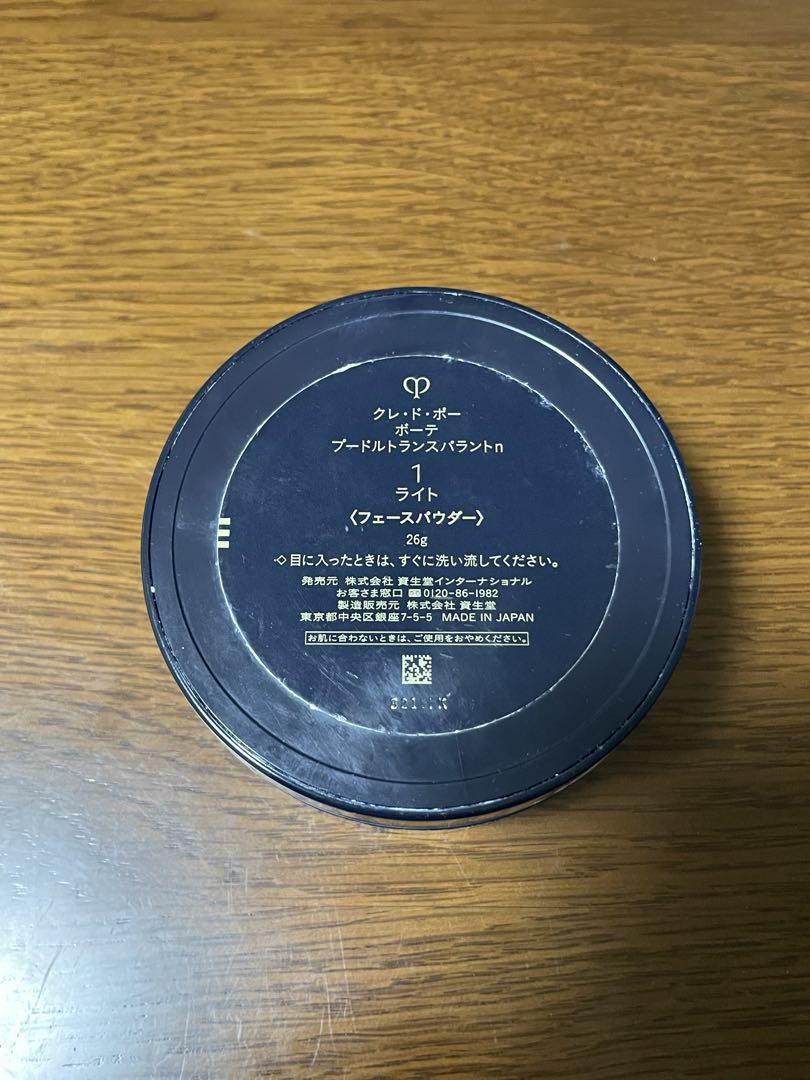 クレ・ド・ポー
ボーテ
プードルトランスパラントn
1
ライト
〈フェースパウダー〉
26g
◇目に入ったときは、すぐに洗い流してください。
発売元 株式会社 資生堂インターナショナル
お客さま窓口 0120-86-1982
製造販売元 株式会社 資生堂
東京都中央区銀座7-5-5 MADE IN JAPAN
お肌に合わないときは、ご使用をおやめください。